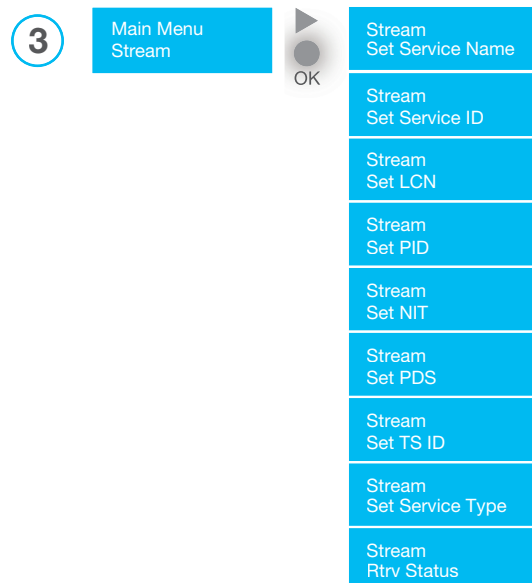 3
Main Menu
Stream
OK
Stream
Set Service Name
Stream
Set Service ID
Stream
Set LCN
Stream
Set PID
Stream
Set NIT
Stream
Set PDS
Stream
Set TS ID
Stream
Set Service Type
Stream
Rtrv Status